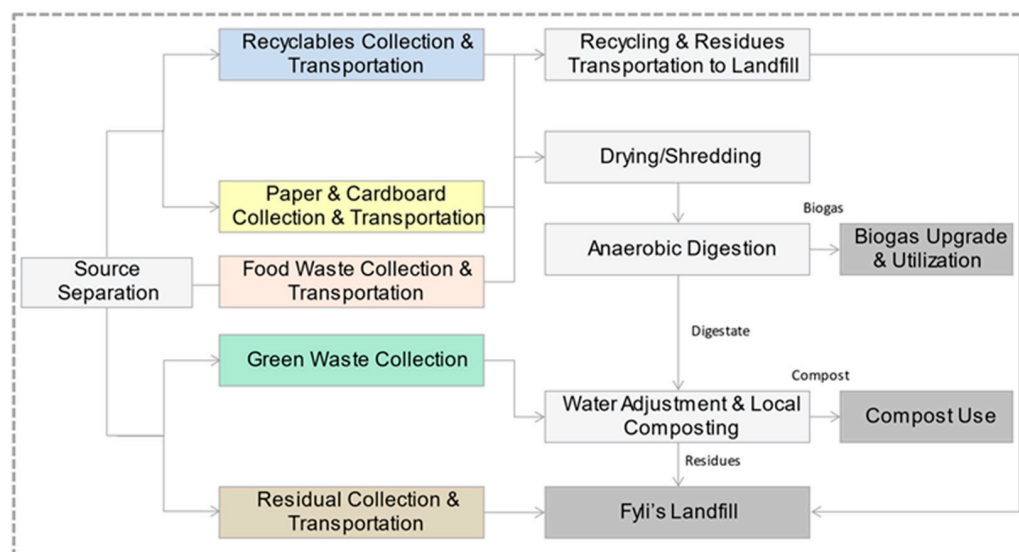 Recyclables Collection &
Transportation
Recycling & Residues
Transportation to Landfill
Drying/Shredding
Paper & Cardboard
Collection & Transportation
Biogas
Anaerobic Digestion
Biogas Upgrade
& Utilization
Source
Separation
Food Waste Collection &
Transportation
Digestate
Green Waste Collection
Compost
Water Adjustment & Local
Composting
Compost Use
Residues
Residual Collection &
Transportation
Fyli's Landfill